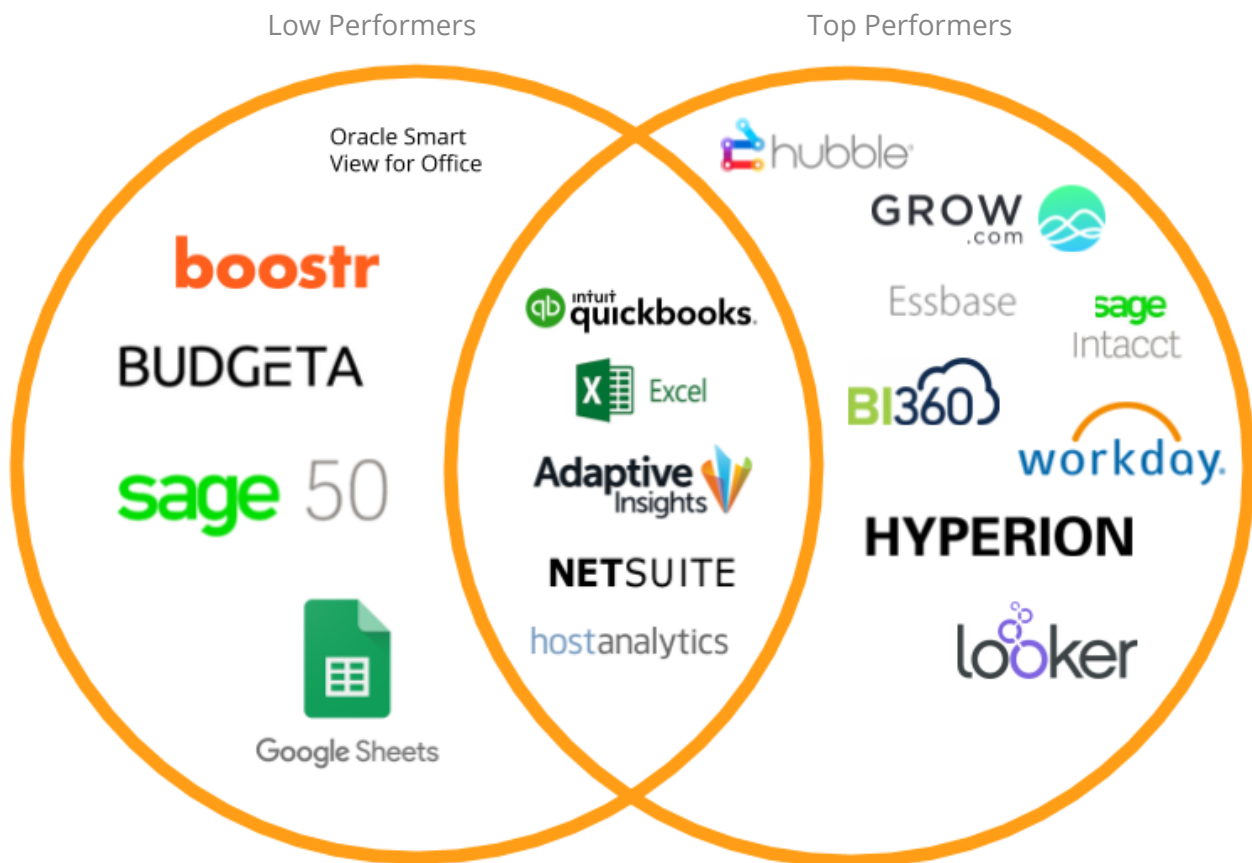 Low Performers
Top Performers
Oracle Smart
View for Office
boostr
BUDGETA
sage 50
Google Sheets
qb intuit
quickbooks.
X Excel
Adaptive
Insights
NETSUITE
hostanalytics
hubble
GROW
.com
Essbase
sage
Intacct
BI360
workday.
HYPERION
looker